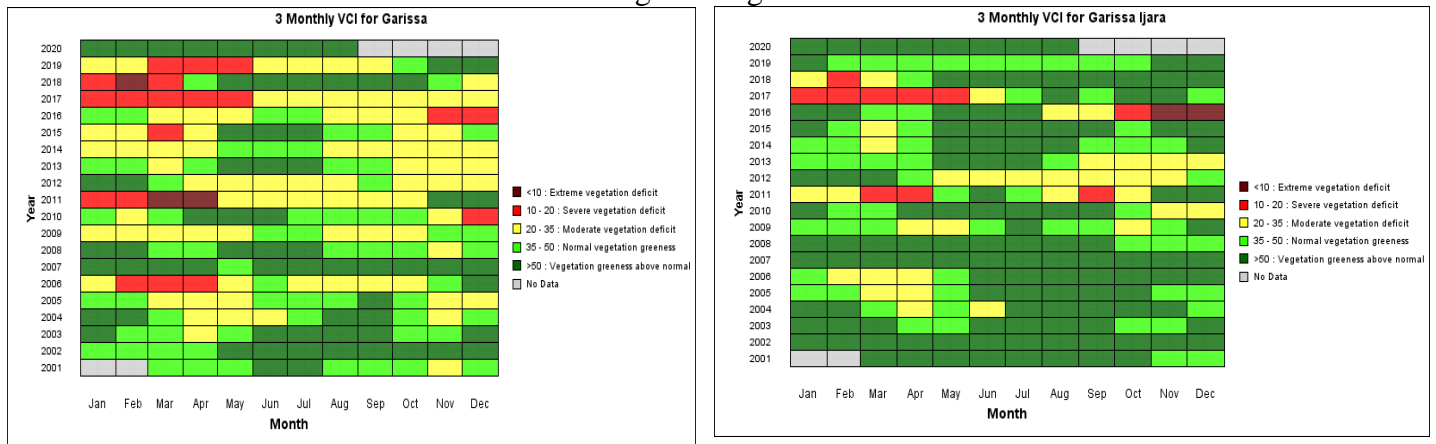 3 Monthly VCI for Garissa
Year
2020
2019
2018
2017
2016
2015
2014
2013
2012
2011
2010
2009
2008
2007
2006
2005
2004
2003
2002
2001
Jan Feb Mar Apr May Jun Jul Aug Sep Oct Nov Dec
Month
<10 : Extreme vegetation deficit
10 - 20 : Severe vegetation deficit
20 - 35 : Moderate vegetation deficit
35 - 50 : Normal vegetation greeness
>50 : Vegetation greeness above normal
No Data
3 Monthly VCI for Garissa Ijara
Year
2020
2019
2018
2017
2016
2015
2014
2013
2012
2011
2010
2009
2008
2007
2006
2005
2004
2003
2002
2001
Jan Feb Mar Apr May Jun Jul Aug Sep Oct Nov Dec
Month
<10 : Extreme vegetation deficit
10 - 20 : Severe vegetation deficit
20 - 35 : Moderate vegetation deficit
35 - 50 : Normal vegetation greeness
>50 : Vegetation greeness above normal
No Data